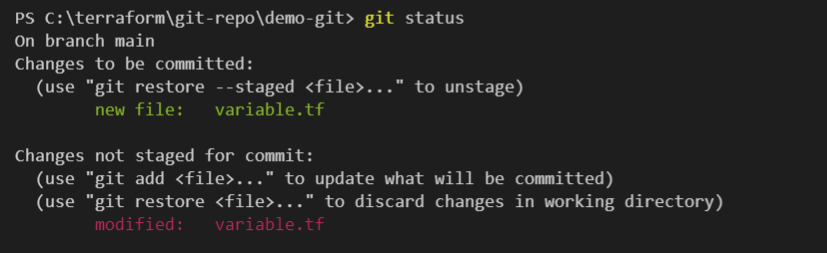 PS C:\terraform\git-repo\demo-git> git status
On branch main
Changes to be committed:
  (use "git restore --staged <file>..." to unstage)
        new file:   variable.tf

Changes not staged for commit:
  (use "git add <file>..." to update what will be committed)
  (use "git restore <file>..." to discard changes in working directory)
        modified:   variable.tf